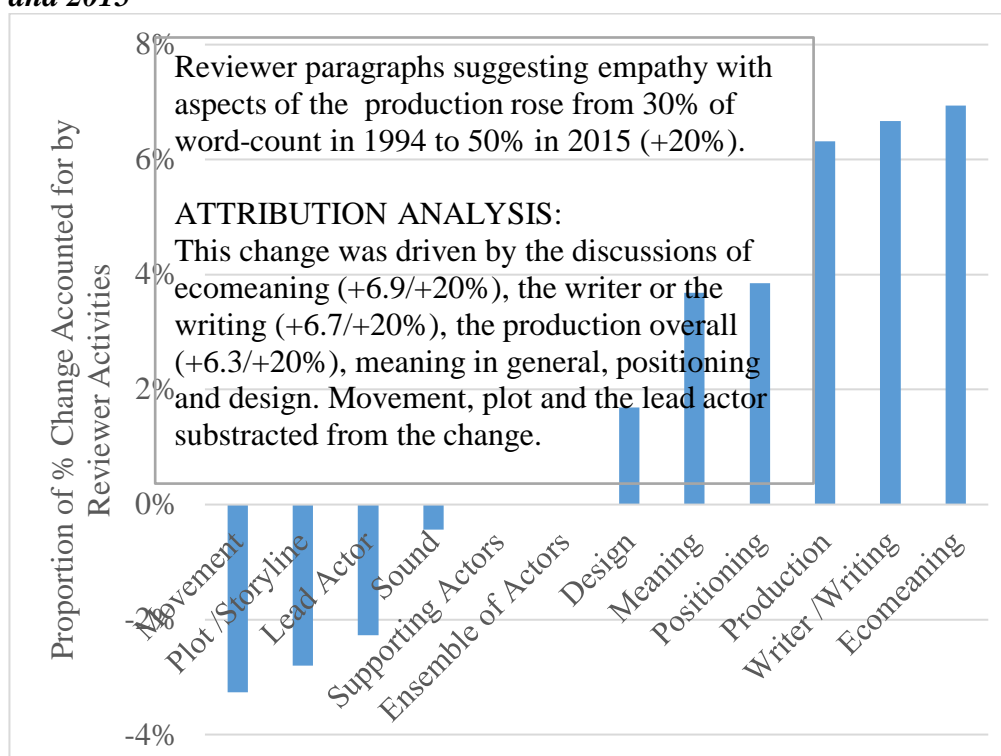 and 2015
8%
6%
4%
2%
0%
-2%
-4%
Proportion of % Change Accounted for by
Reviewer Activities
Reviewer paragraphs suggesting empathy with
aspects of the production rose from 30% of
word-count in 1994 to 50% in 2015 (+20%).
ATTRIBUTION ANALYSIS:
This change was driven by the discussions of
ecomeaning (+6.9/+20%), the writer or the
writing (+6.7/+20%), the production overall
(+6.3/+20%), meaning in general, positioning
and design. Movement, plot and the lead actor
substracted from the change.
Movement
Plot /Storyline
Lead Actor
Sound
Supporting Actors
Ensemble of Actors
Design
Meaning
Positioning
Production
Writer /Writing
Ecomeaning